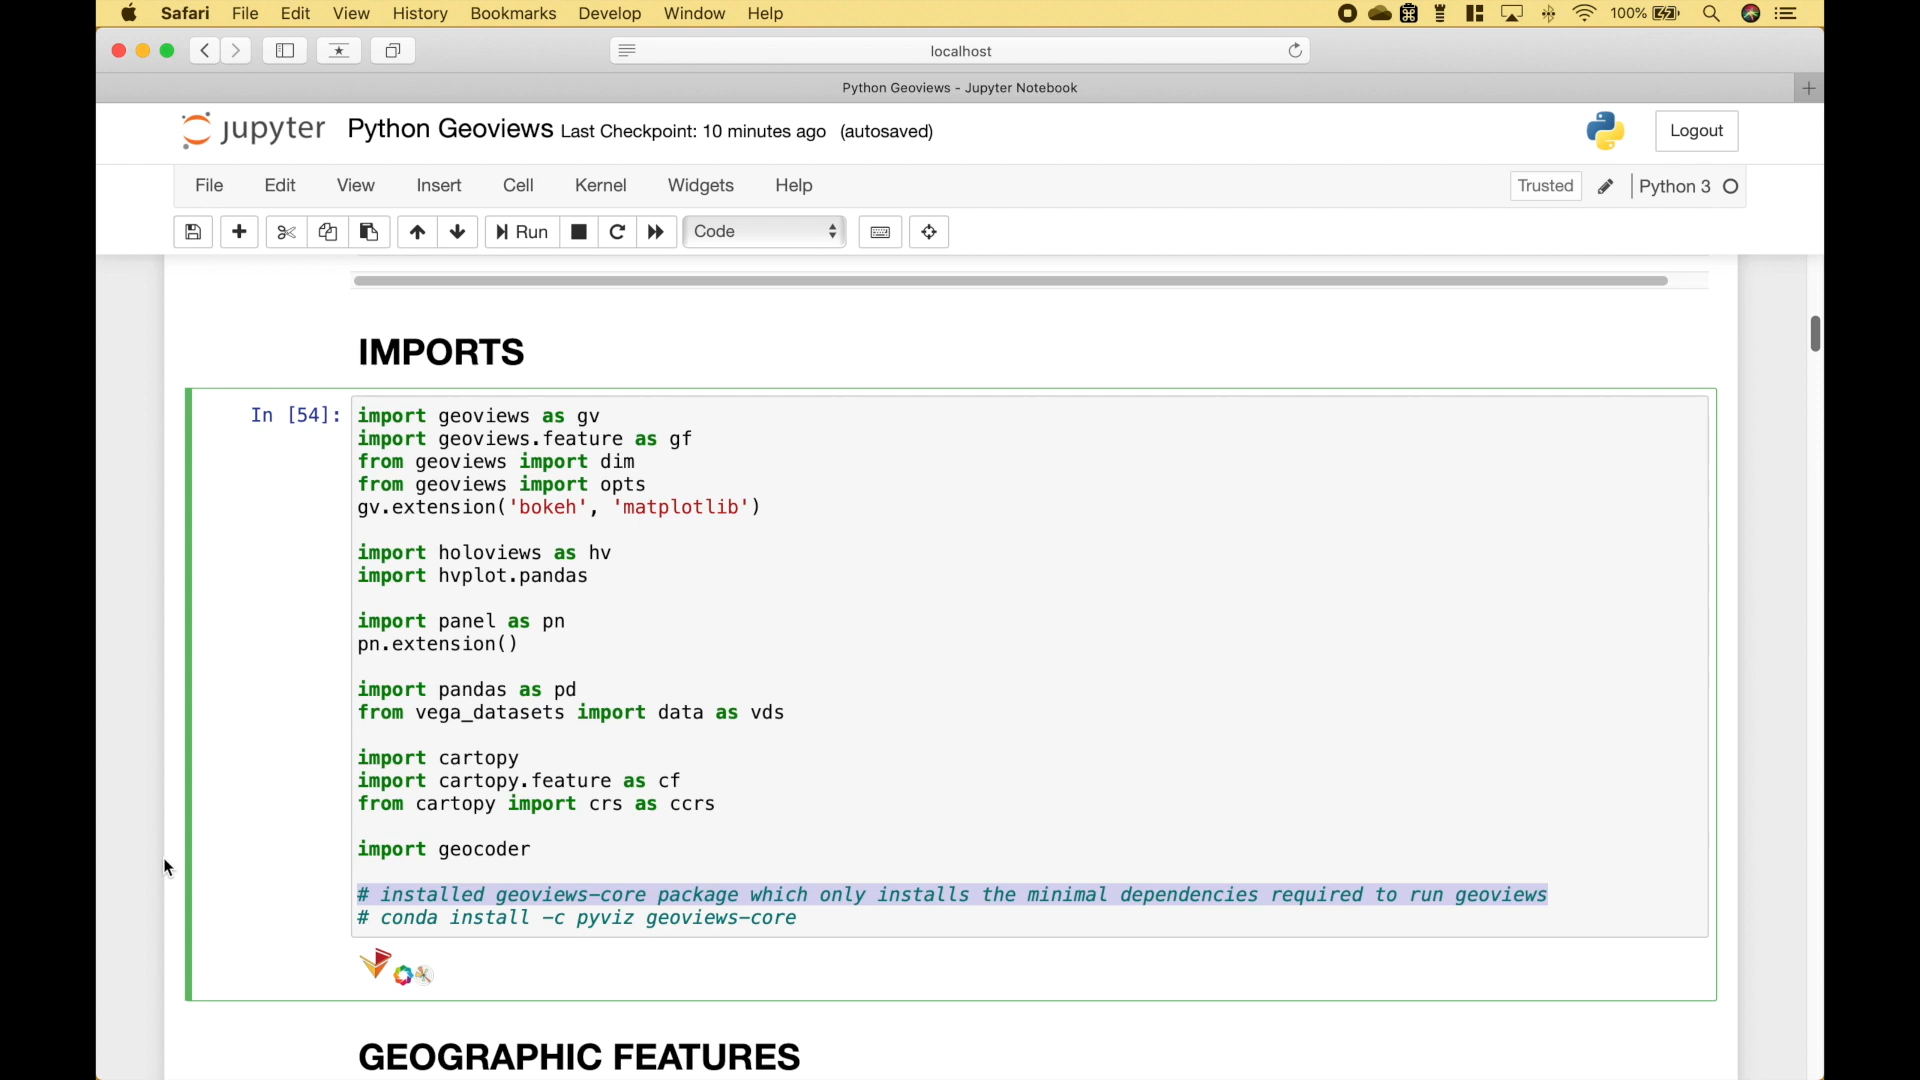 Safari File Edit View History Bookmarks Develop Window Help 100%
localhost
Python Geoviews - Jupyter Notebook
jupyter Python Geoviews Last Checkpoint: 10 minutes ago (autosaved) Logout
File Edit View Insert Cell Kernel Widgets Help Trusted Python 3
Run Code
IMPORTS
In [54]: import geoviews as gv
import geoviews.feature as gf
from geoviews import dim
from geoviews import opts
gv.extension('bokeh', 'matplotlib')
import holoviews as hv
import hvplot.pandas
import panel as pn
pn.extension()
import pandas as pd
from vega_datasets import data as vds
import cartopy
import cartopy.feature as cf
from cartopy import crs as ccrs
import geocoder
# installed geoviews-core package which only installs the minimal dependencies required to run geoviews
# conda install -c pyviz geoviews-core
GEOGRAPHIC FEATURES